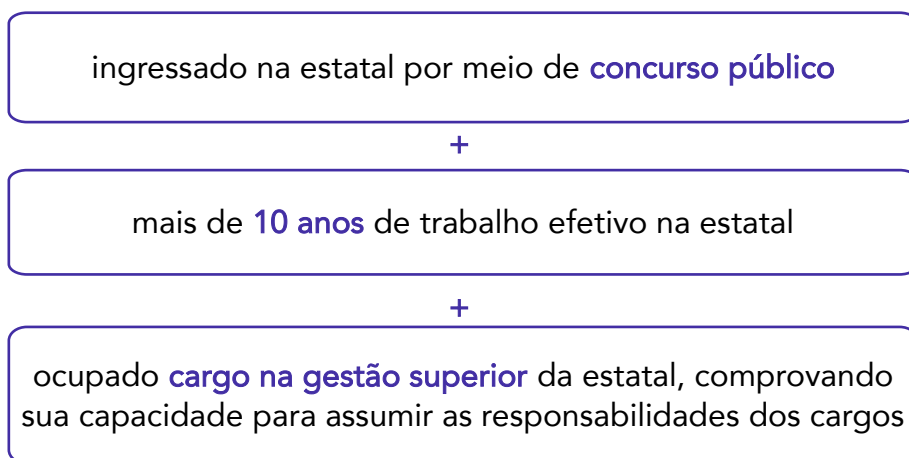 ingressado na estatal por meio de concurso público
+
mais de 10 anos de trabalho efetivo na estatal
+
ocupado cargo na gestão superior da estatal, comprovando
sua capacidade para assumir as responsabilidades dos cargos